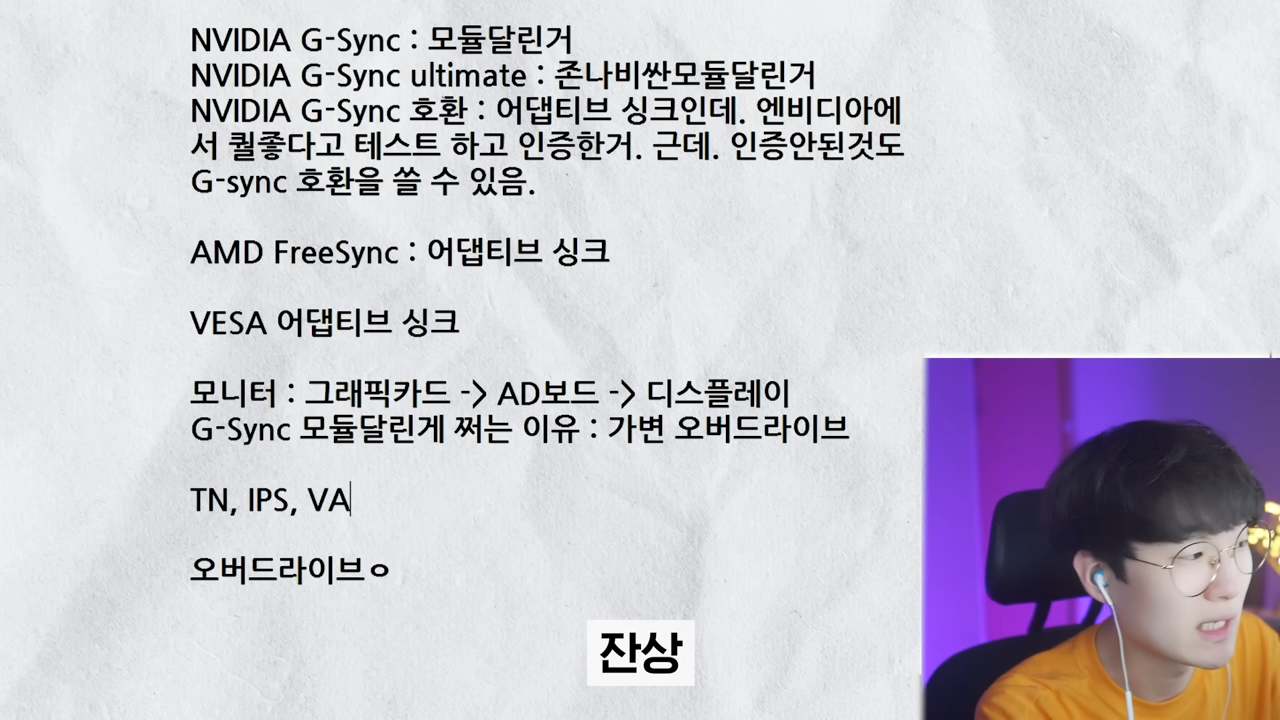 NVIDIA G-Sync : 모듈달린거
NVIDIA G-Sync ultimate : 존나비싼모듈달린거
NVIDIA G-Sync 호환 : 어댑티브 싱크인데. 엔비디아에
서 퀄좋다고 테스트 하고 인증한거. 근데. 인증안된것도
G-sync 호환을 쓸 수 있음.
AMD FreeSync : 어댑티브 싱크
VESA 어댑티브 싱크
모니터 : 그래픽카드 -> AD보드 -> 디스플레이
G-Sync 모듈달린게 쩌는 이유 : 가변 오버드라이브
TN, IPS, VA
오버드라이브ㅇ
잔상